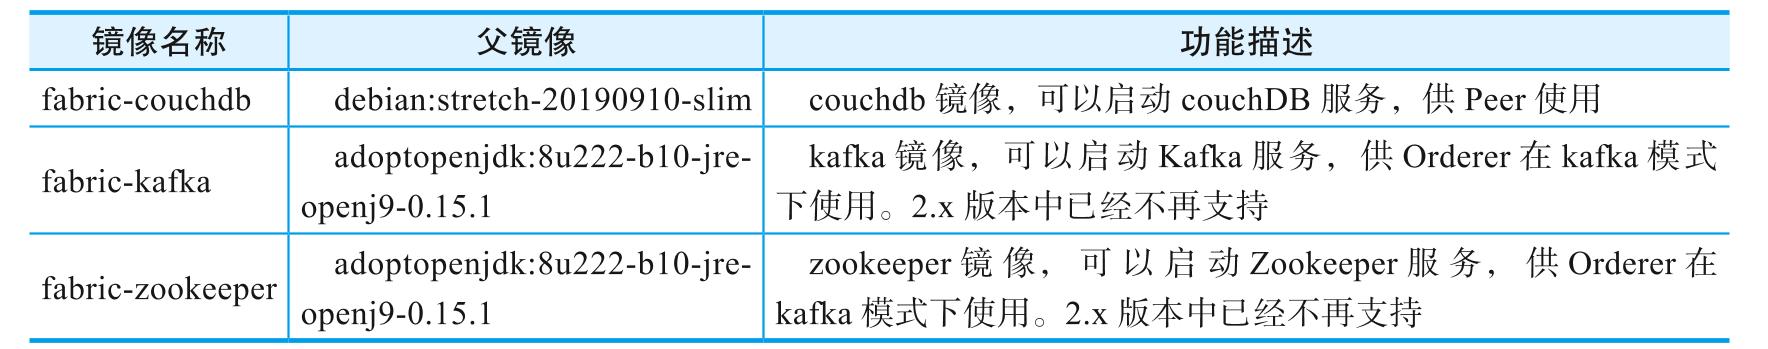 镜像名称 父镜像 功能描述
fabric-couchdb debian:stretch-20190910-slim couchdb 镜像，可以启动 couchDB 服务，供 Peer 使用
fabric-kafka
adoptopenjdk:8u222-b10-jre-
openj9-0.15.1
kafka 镜像，可以启动 Kafka 服务，供 Orderer 在 kafka 模式
下使用。2.x 版本中已经不再支持
fabric-zookeeper
adoptopenjdk:8u222-b10-jre-
openj9-0.15.1
zookeeper 镜像，可以启动 Zookeeper 服务，供 Orderer 在
kafka 模式下使用。2.x 版本中已经不再支持